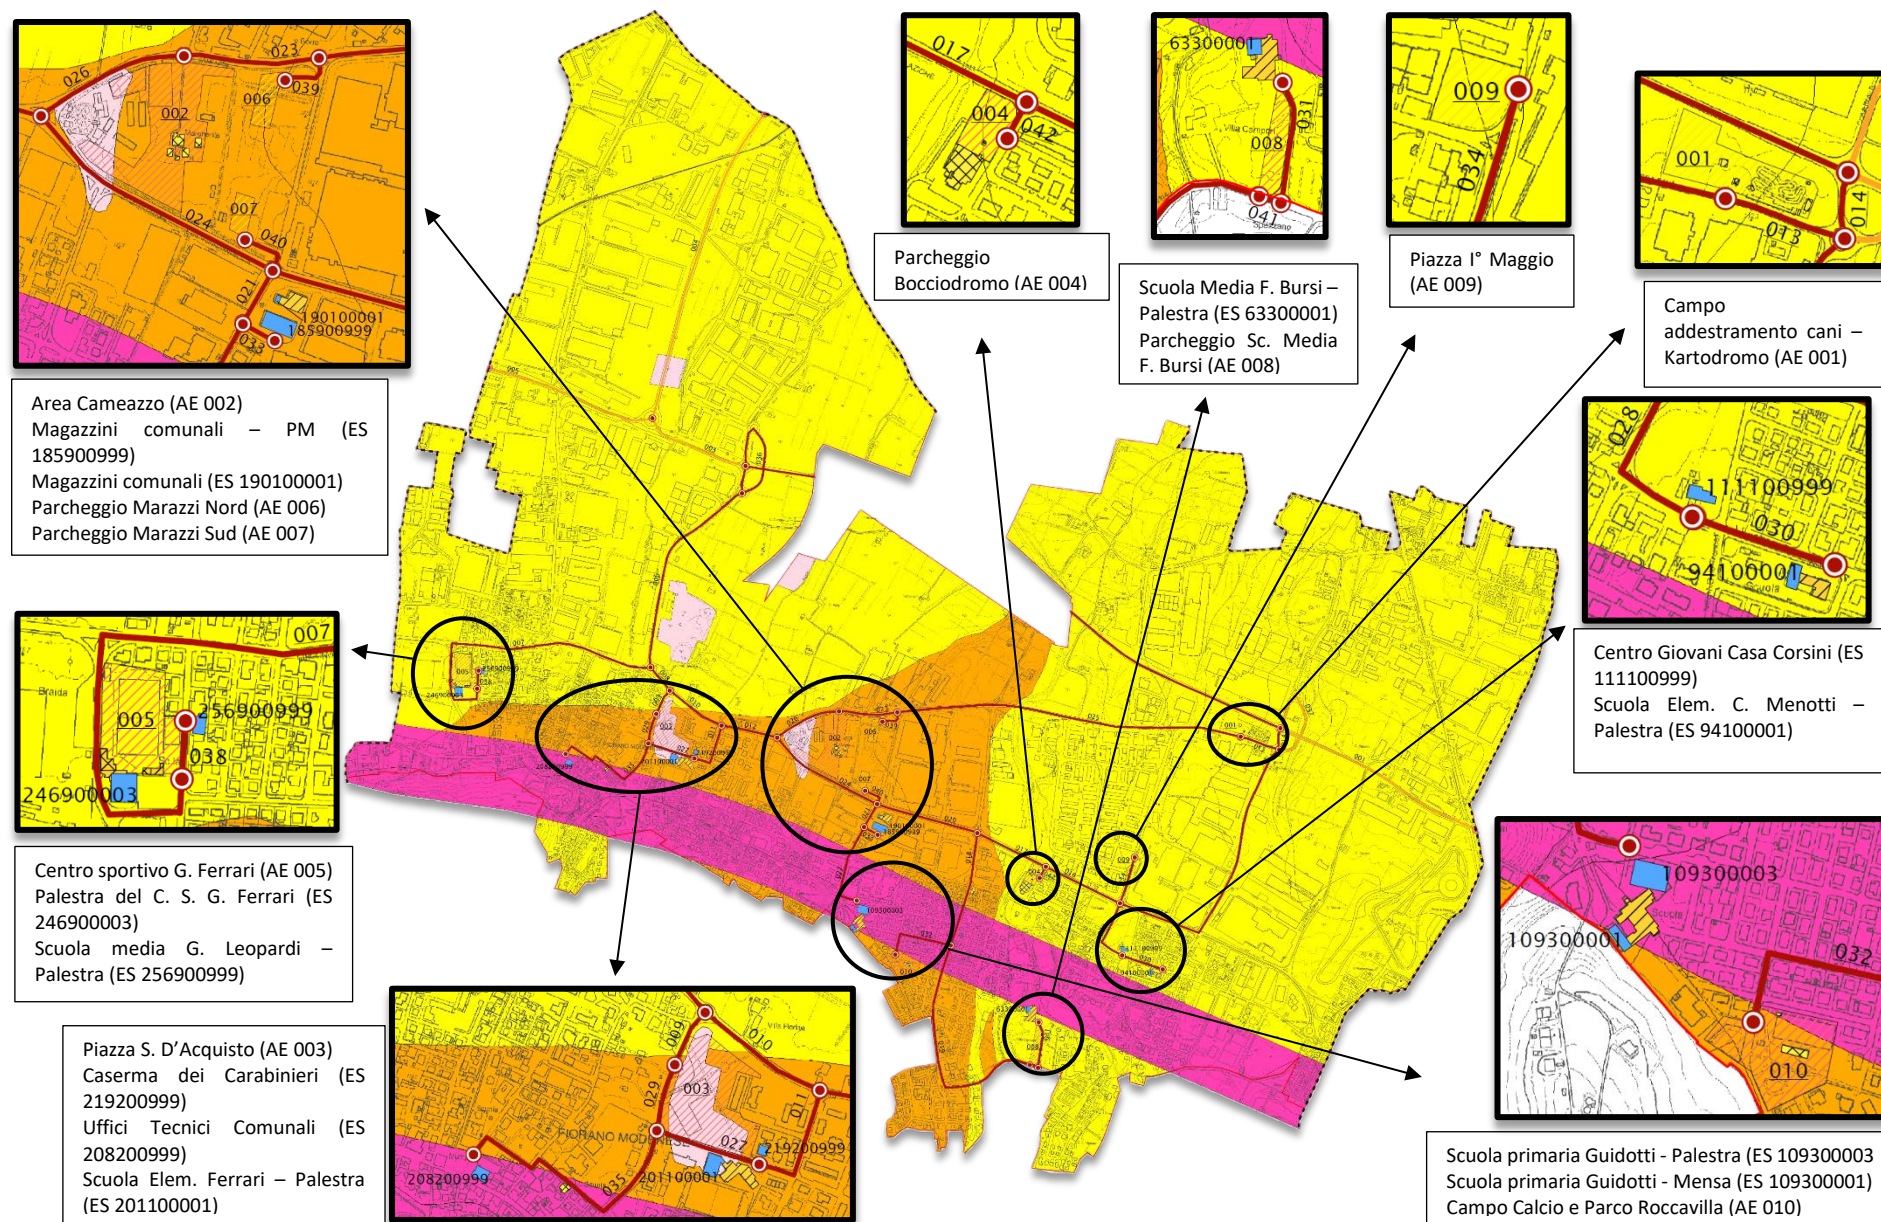 026
023
039
002
006
007
024
040
021
033
190100001
185900999
Area Cameazzo (AE 002)
Magazzini comunali – PM (ES
185900999)
Magazzini comunali (ES 190100001)
Parcheggio Marazzi Nord (AE 006)
Parcheggio Marazzi Sud (AE 007)
017
004
042
Parcheggio
Bocciodromo (AE 004)
63300001
031
Villa Campori
008
041
Spezzano
Scuola Media F. Bursi –
Palestra (ES 63300001)
Parcheggio Sc. Media
F. Bursi (AE 008)
009
034
Piazza I° Maggio
(AE 009)
001
014
013
Campo
addestramento cani –
Kartodromo (AE 001)
028
111100999
030
94100001
Centro Giovani Casa Corsini (ES
111100999)
Scuola Elem. C. Menotti –
Palestra (ES 94100001)
007
Braida
005
256900999
038
246900003
Centro sportivo G. Ferrari (AE 005)
Palestra del C. S. G. Ferrari (ES
246900003)
Scuola media G. Leopardi –
Palestra (ES 256900999)
009
010
029
003
011
FIORANO MODENESE
027
219200999
208200999
035
201100001
Piazza S. D'Acquisto (AE 003)
Caserma dei Carabinieri (ES
219200999)
Uffici Tecnici Comunali (ES
208200999)
Scuola Elem. Ferrari – Palestra
(ES 201100001)
109300003
Scuola
109300001
032
010
Scuola primaria Guidotti - Palestra (ES 109300003
Scuola primaria Guidotti - Mensa (ES 109300001)
Campo Calcio e Parco Roccavilla (AE 010)